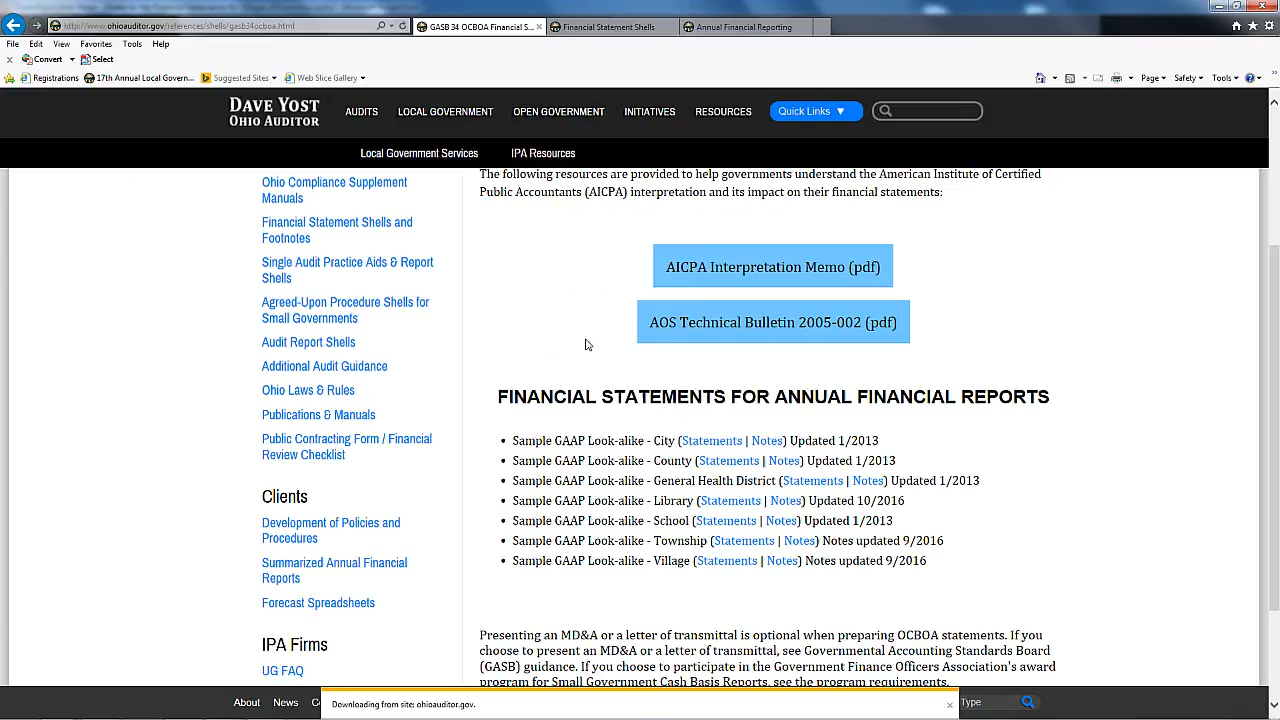 http://www.ohioauditor.gov/references/shells/gasb34ocboa.html
GASB 34 OCBOA Financial S...
Financial Statement Shells
Annual Financial Reporting
File Edit View Favorites Tools Help
x Convert Select
Registrations 17th Annual Local Govern... Suggested Sites Web Slice Gallery
Page Safety Tools
DAVE YOST
OHIO AUDITOR
AUDITS LOCAL GOVERNMENT OPEN GOVERNMENT INITIATIVES RESOURCES Quick Links ▼
Local Government Services IPA Resources
Ohio Compliance Supplement
Manuals
Financial Statement Shells and
Footnotes
Single Audit Practice Aids & Report
Shells
Agreed-Upon Procedure Shells for
Small Governments
Audit Report Shells
Additional Audit Guidance
Ohio Laws & Rules
Publications & Manuals
Public Contracting Form / Financial
Review Checklist
Clients
Development of Policies and
Procedures
Summarized Annual Financial
Reports
Forecast Spreadsheets
IPA Firms
UG FAQ
The following resources are provided to help governments understand the American Institute of Certified
Public Accountants (AICPA) interpretation and its impact on their financial statements:
AICPA Interpretation Memo (pdf)
AOS Technical Bulletin 2005-002 (pdf)
FINANCIAL STATEMENTS FOR ANNUAL FINANCIAL REPORTS
• Sample GAAP Look-alike - City (Statements | Notes) Updated 1/2013
• Sample GAAP Look-alike - County (Statements | Notes) Updated 1/2013
• Sample GAAP Look-alike - General Health District (Statements | Notes) Updated 1/2013
• Sample GAAP Look-alike - Library (Statements | Notes) Updated 10/2016
• Sample GAAP Look-alike - School (Statements | Notes) Updated 1/2013
• Sample GAAP Look-alike - Township (Statements | Notes) Notes updated 9/2016
• Sample GAAP Look-alike - Village (Statements | Notes) Notes updated 9/2016
Presenting an MD&A or a letter of transmittal is optional when preparing OCBOA statements. If you
choose to present an MD&A or a letter of transmittal, see Governmental Accounting Standards Board
(GASB) guidance. If you choose to participate in the Government Finance Officers Association's award
program for Small Government Cash Basis Reports, see the program requirements.
About News C
Downloading from site: ohioauditor.gov.
x
Type